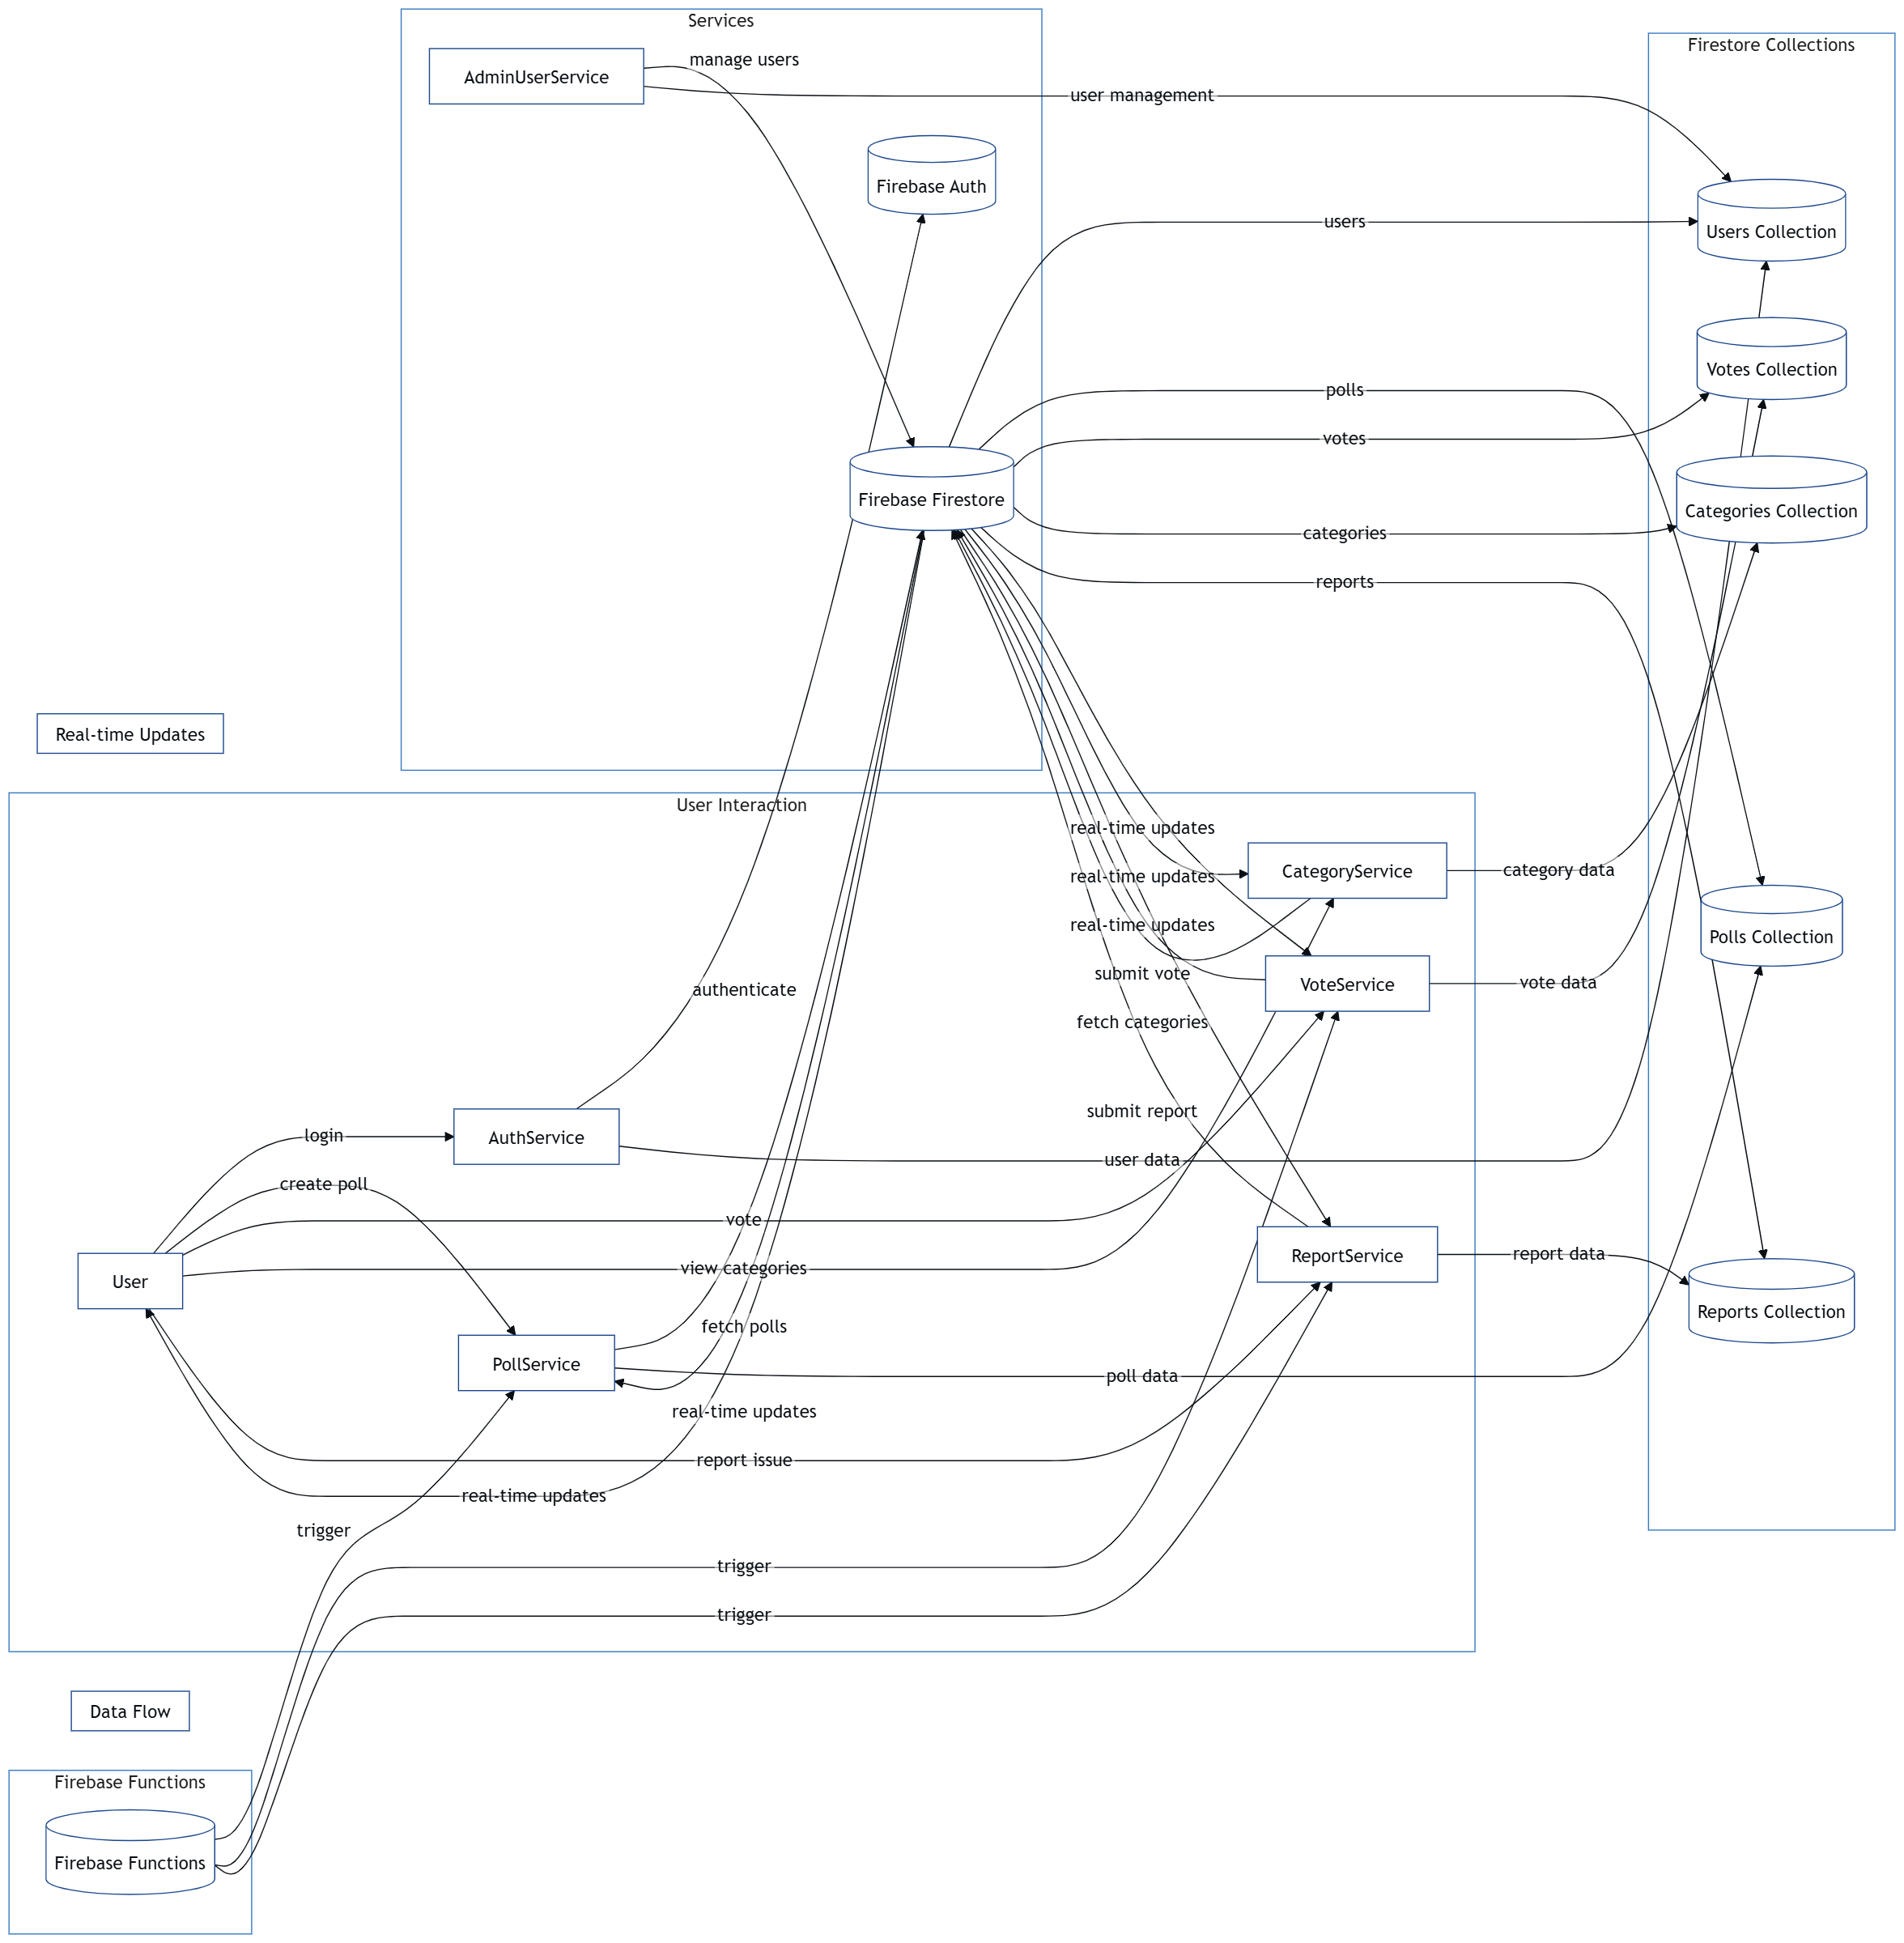 Services
Firestore Collections
manage users
AdminUserService
user management
Firebase Auth
users
Users Collection
Votes Collection
polls
votes
Firebase Firestore
Categories Collection
categories
reports
Real-time Updates
User Interaction
real-time updates
CategoryService
category data
real-time updates
real-time updates
Polls Collection
submit vote
VoteService
vote data
authenticate
fetch categories
submit report
login
AuthService
user data
create poll
vote
ReportService
report data
view categories
User
Reports Collection
fetch polls
PollService
poll data
real-time updates
report issue
real-time updates
trigger
trigger
trigger
Data Flow
Firebase Functions
Firebase Functions